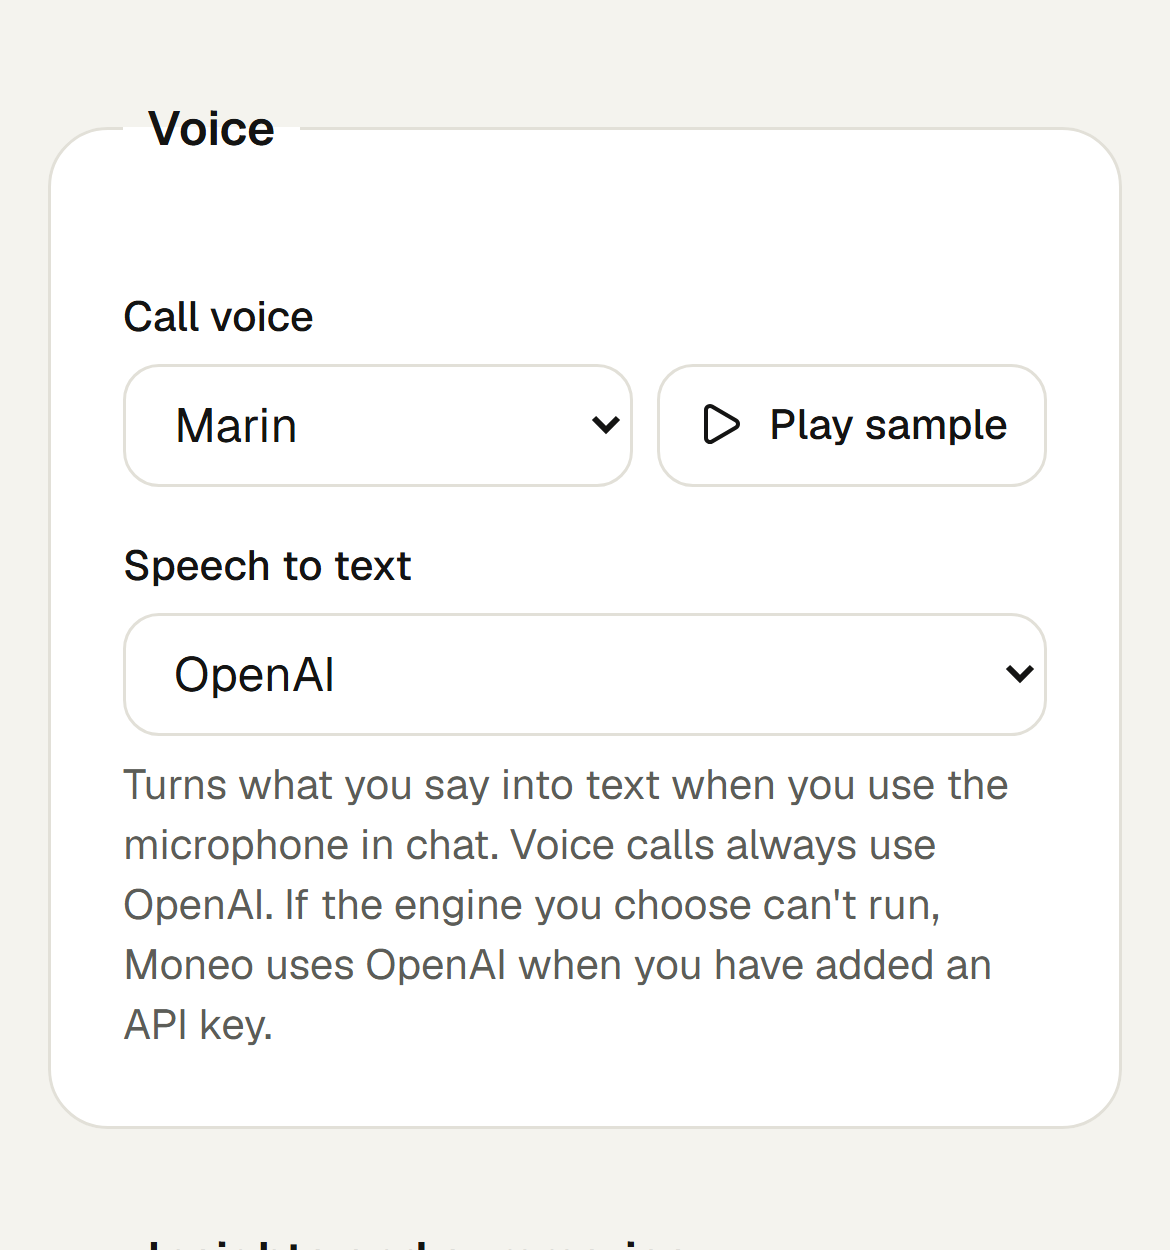 Voice
Call voice
Marin
Play sample
Speech to text
OpenAI
Turns what you say into text when you use the
microphone in chat. Voice calls always use
OpenAI. If the engine you choose can't run,
Moneo uses OpenAI when you have added an
API key.